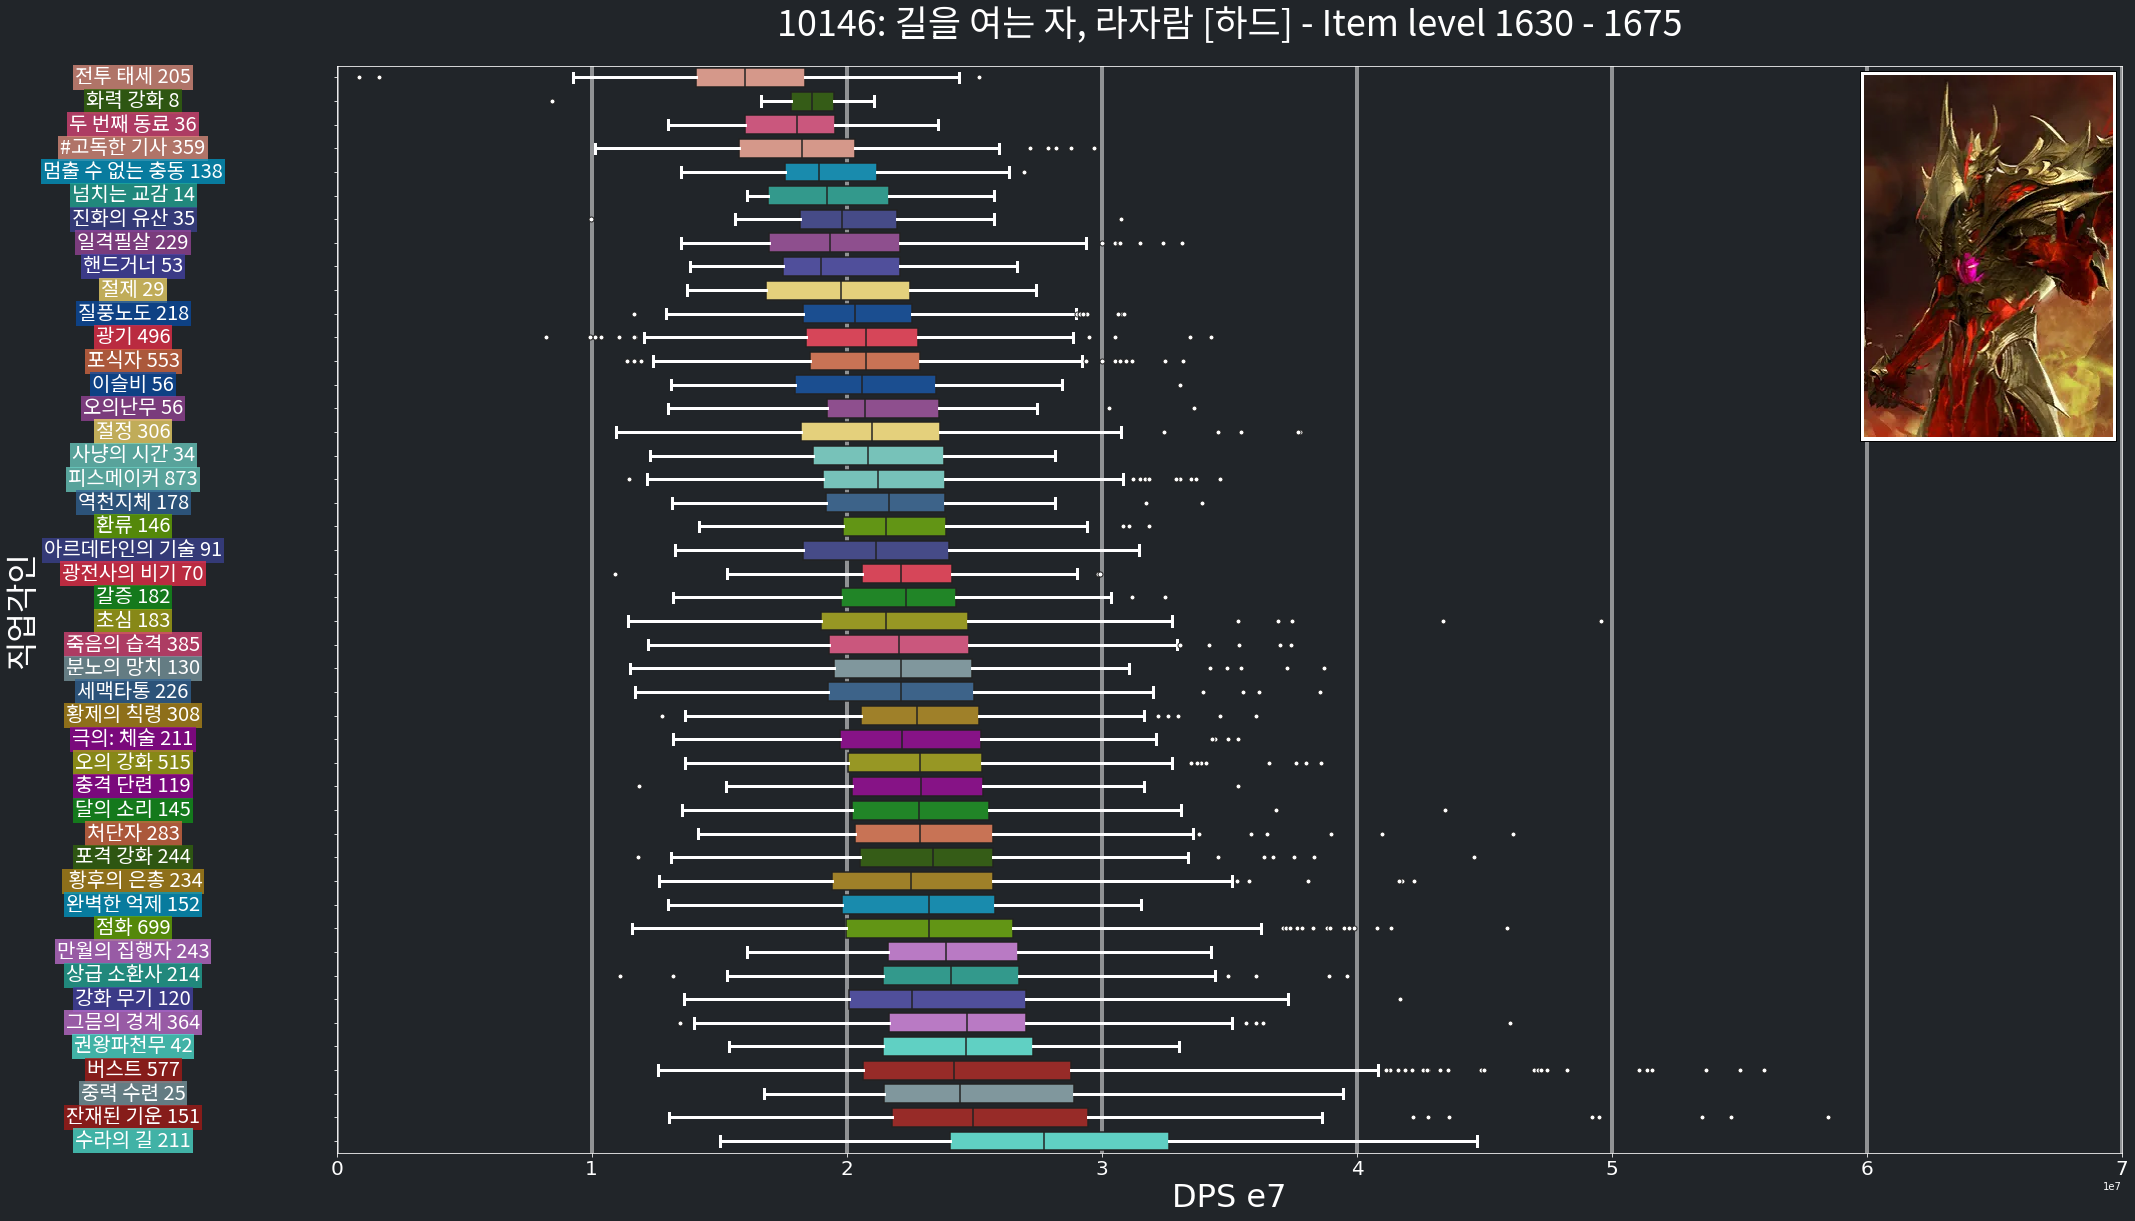 10146: 길을 여는 자, 라자람 [하드] - Item level 1630 - 1675
전투 태세 205
화력 강화 8
두 번째 동료 36
#고독한 기사 359
멈출 수 없는 충동 138
넘치는 교감 14
진화의 유산 35
일격필살 229
핸드거너 53
절제 29
질풍노도 218
광기 496
포식자 553
이슬비 56
오의난무 56
절정 306
사냥의 시간 34
피스메이커 873
역천지체 178
환류 146
아르데타인의 기술 91
광전사의 비기 70
갈증 182
초심 183
죽음의 습격 385
분노의 망치 130
세맥타통 226
황제의 칙령 308
극의: 체술 211
오의 강화 515
충격 단련 119
달의 소리 145
처단자 283
포격 강화 244
황후의 은총 234
완벽한 억제 152
점화 699
만월의 집행자 243
상급 소환사 214
강화 무기 120
그믐의 경계 364
권왕파천무 42
버스트 577
중력 수련 25
잔재된 기운 151
수라의 길 211
직업각인
0 1 2 3 4 5 6 7
1e7
DPS e7